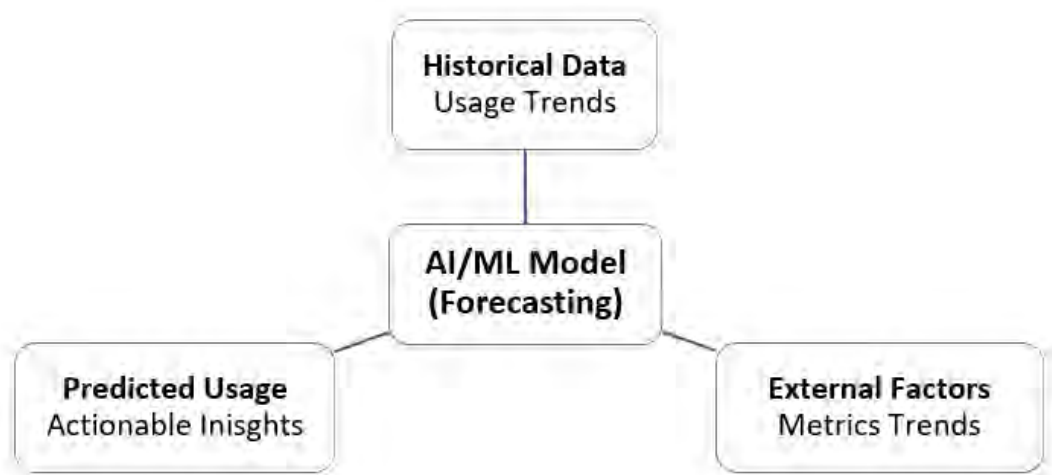 Historical Data
Usage Trends
AI/ML Model
(Forecasting)
Predicted Usage
Actionable Inisghts
External Factors
Metrics Trends